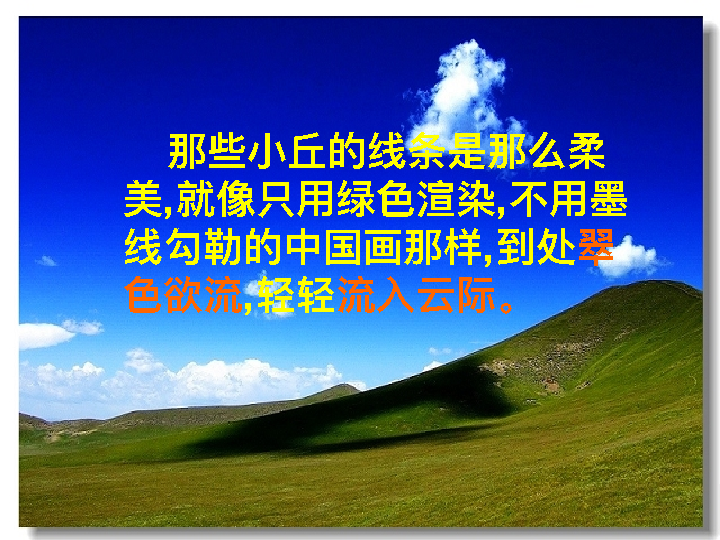 那些小丘的线条是那么柔
美,就像只用绿色渲染,不用墨
线勾勒的中国画那样,到处翠
色欲流,轻轻流入云际。